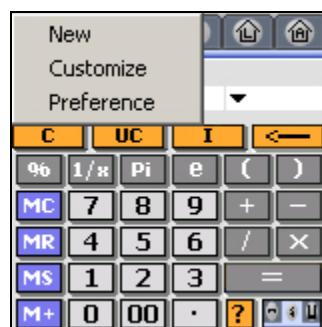 New
Customize
Preference
C UC I
% 1/x Pi e ( )
MC 7 8 9 + −
MR 4 5 6 / ×
MS 1 2 3 =
M+ 0 00 · ?